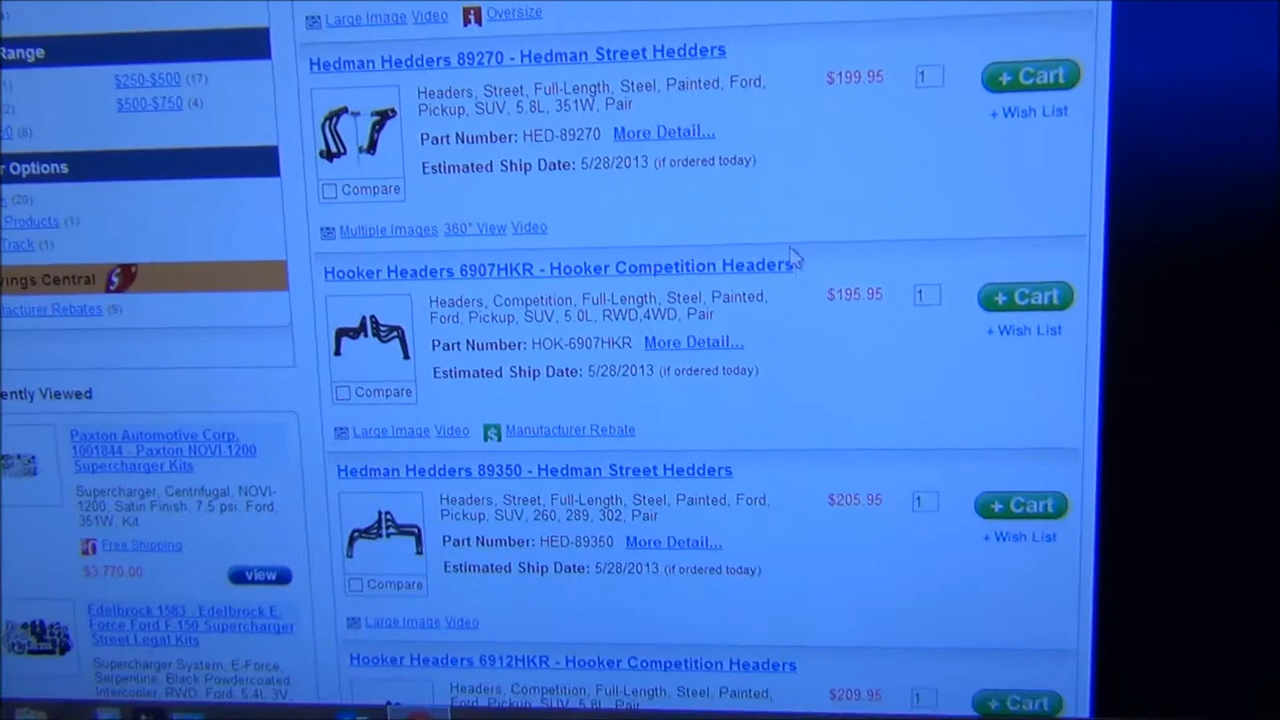 Range
$250-$500 (17)
$500-$750 (4)
(8)
Options
(20)
Products (1)
Track (1)
ings Central
facturer Rebates (9)
ently Viewed
Paxton Automotive Corp.
1001844 - Paxton NOVI-1200
Supercharger Kits
Supercharger, Centrifugal, NOVI-
1200, Satin Finish, 7.5 psi, Ford,
351W, Kit
Free Shipping
$3,770.00
view
Edelbrock 1583 - Edelbrock E-
Force Ford F-150 Supercharger
Street Legal Kits
Supercharger System, E-Force,
Serpentine, Black Powdercoated,
Intercooler, RWD, Ford, 5.4L 3V,
Large Image Video Oversize
Hedman Hedders 89270 - Hedman Street Hedders
Headers, Street, Full-Length, Steel, Painted, Ford,
Pickup, SUV, 5.8L, 351W, Pair
Part Number: HED-89270 More Detail...
Estimated Ship Date: 5/28/2013 (if ordered today)
$199.95 1 + Cart
+ Wish List
Compare
Multiple Images 360° View Video
Hooker Headers 6907HKR - Hooker Competition Headers
Headers, Competition, Full-Length, Steel, Painted,
Ford, Pickup, SUV, 5.0L, RWD,4WD, Pair
Part Number: HOK-6907HKR More Detail...
Estimated Ship Date: 5/28/2013 (if ordered today)
$195.95 1 + Cart
+ Wish List
Compare
Large Image Video Manufacturer Rebate
Hedman Hedders 89350 - Hedman Street Hedders
Headers, Street, Full-Length, Steel, Painted, Ford,
Pickup, SUV, 260, 289, 302, Pair
Part Number: HED-89350 More Detail...
Estimated Ship Date: 5/28/2013 (if ordered today)
$205.95 1 + Cart
+ Wish List
Compare
Large Image Video
Hooker Headers 6912HKR - Hooker Competition Headers
Headers, Competition, Full-Length, Steel, Painted,
Ford, Pickup, SUV, 5.8L, Pair
$209.95 1 + Cart